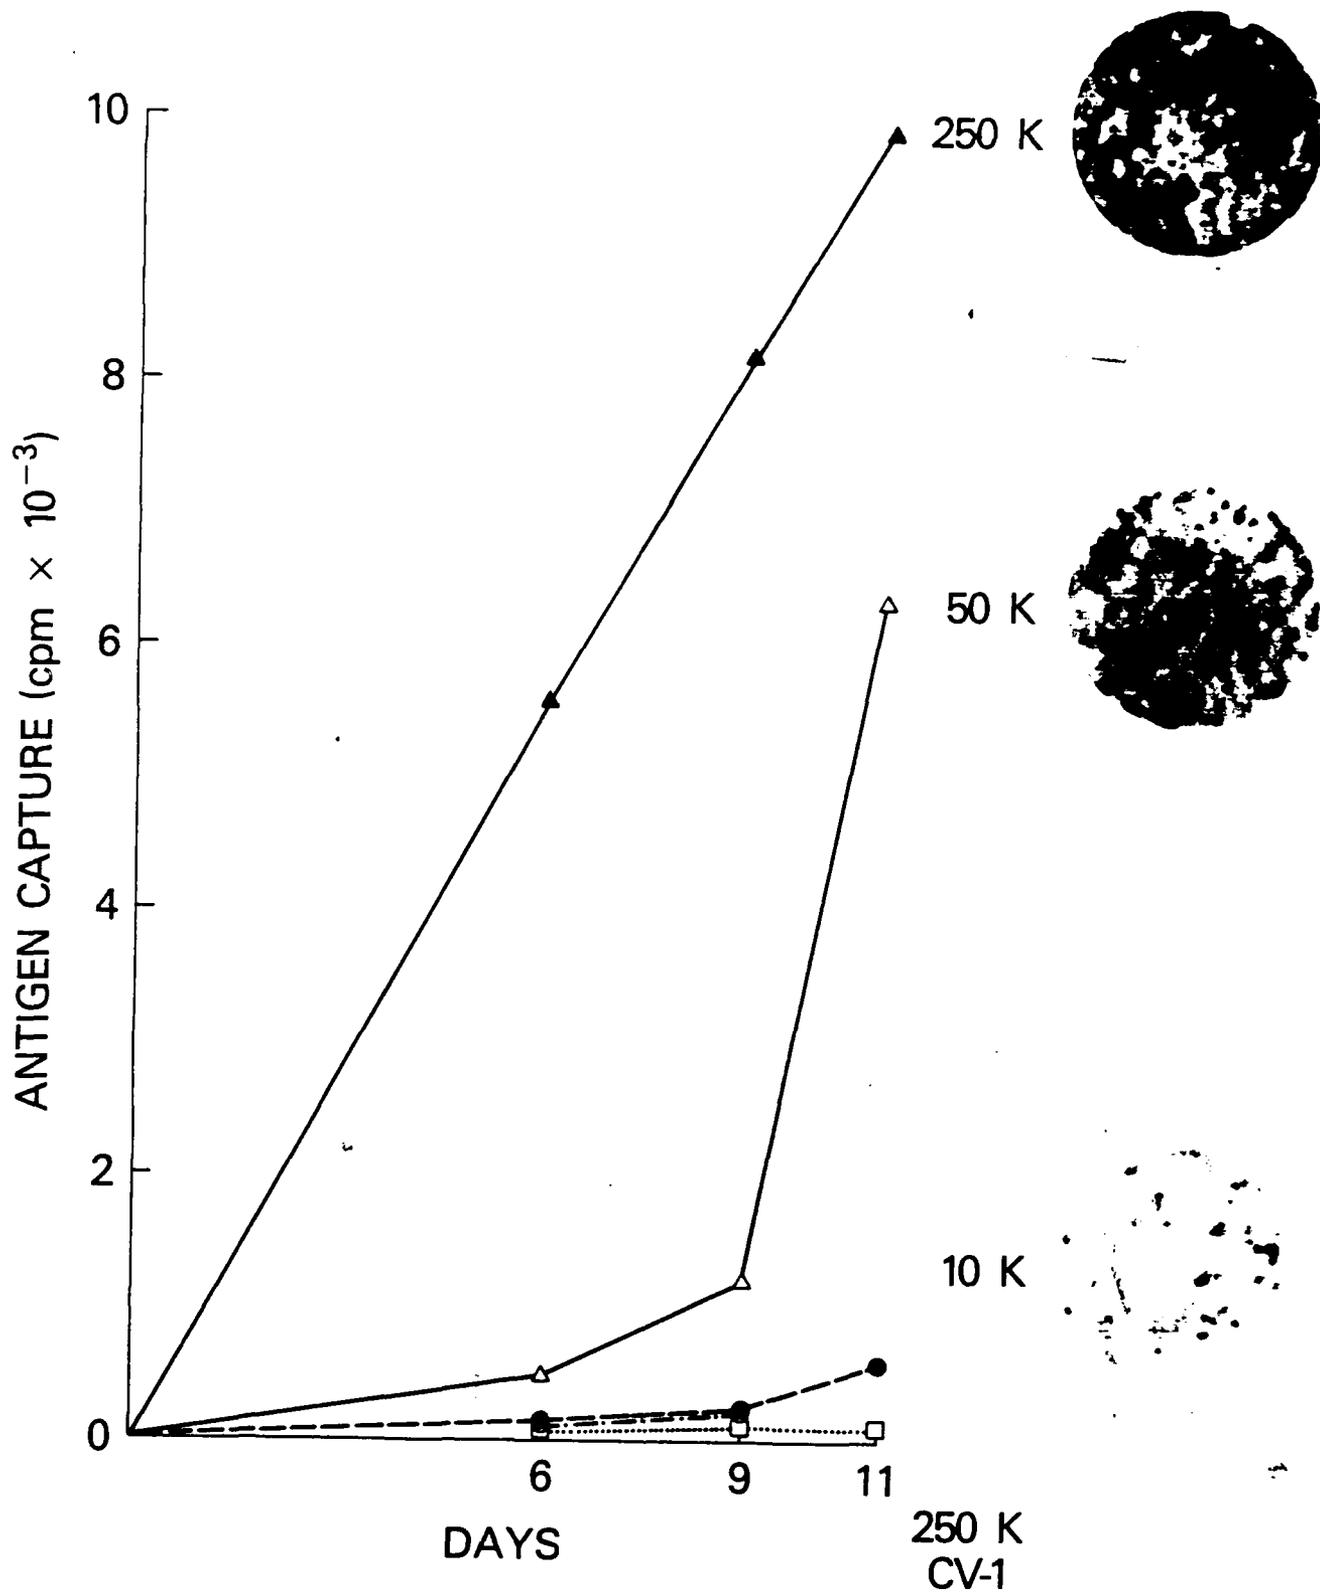 10
250 K
8
6
50 K
4
2
10 K
0
6 9 11
DAYS
250 K
CV-1
ANTIGEN CAPTURE (cpm × 10⁻³)